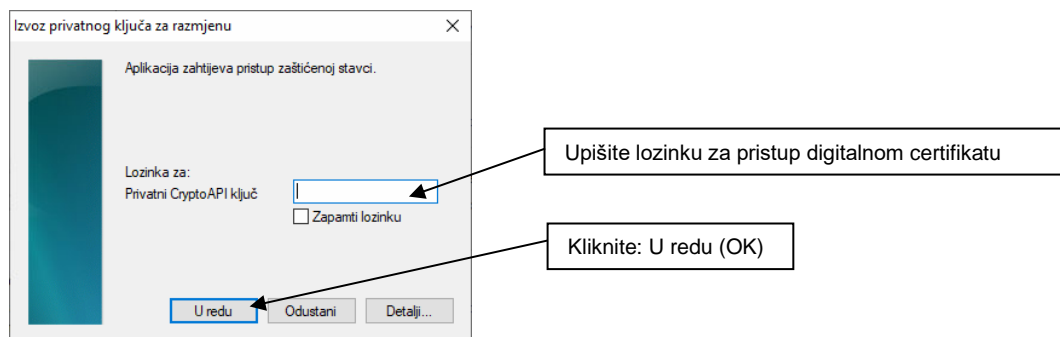 Izvoz privatnog ključa za razmjenu
Aplikacija zahtijeva pristup zaštićenoj stavci.
Lozinka za:
Privatni CryptoAPI ključ
Zapamti lozinku
U redu Odustani Detalji...
Upišite lozinku za pristup digitalnom certifikatu
Kliknite: U redu (OK)